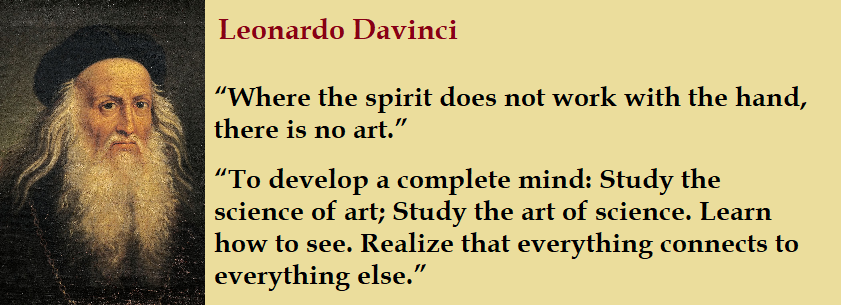 Leonardo Davinci
“Where the spirit does not work with the hand,
there is no art.”
“To develop a complete mind: Study the
science of art; Study the art of science. Learn
how to see. Realize that everything connects to
everything else.”